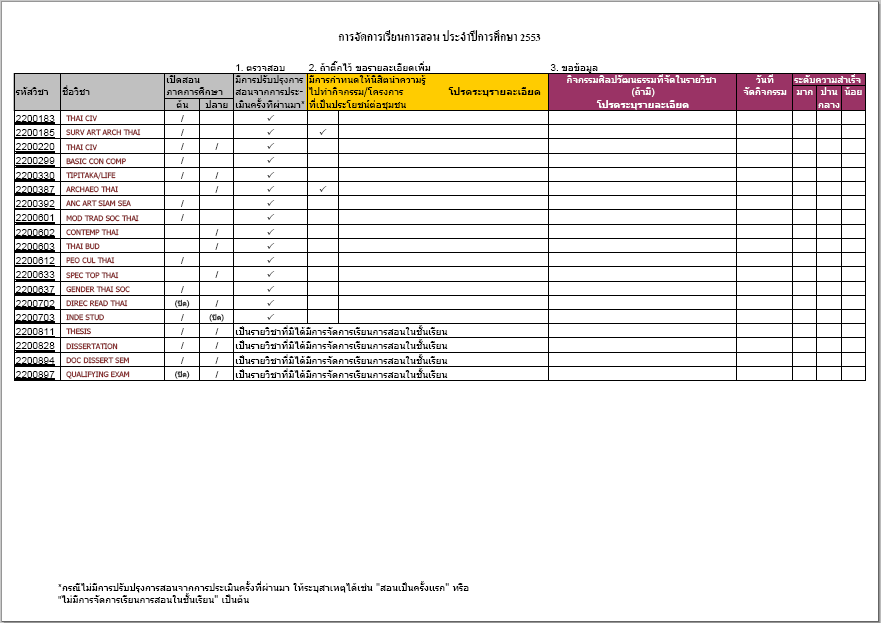 การจัดการเรียนการสอน ประจำปีการศึกษา 2553
1. ตรวจสอบ 2. ถ้าติ๊กไว้ ขอรายละเอียดเพิ่ม 3. ขอข้อมูล
รหัสวิชา ชื่อวิชา เปิดสอน ภาคการศึกษา ต้น ปลาย
มีการปรับปรุงการ
สอนจากการประ-
เมินครั้งที่ผ่านมา*
มีการกำหนดให้นิสิตนำความรู้
ไปทำกิจกรรม/โครงการ โปรดระบุรายละเอียด
ที่เป็นประโยชน์ต่อชุมชน
กิจกรรมศิลปวัฒนธรรมที่จัดในรายวิชา
(ถ้ามี)
โปรดระบุรายละเอียด
วันที่
จัดกิจกรรม
ระดับความสำเร็จ
มาก ปาน น้อย
กลาง
2200183 THAI CIV / ✓
2200185 SURV ART ARCH THAI / ✓ ✓
2200220 THAI CIV / / ✓
2200299 BASIC CON COMP / ✓
2200330 TIPITAKA/LIFE / / ✓
2200387 ARCHAEO THAI / ✓ ✓
2200392 ANC ART SIAM SEA / ✓
2200601 MOD TRAD SOC THAI / ✓
2200602 CONTEMP THAI / ✓
2200603 THAI BUD / ✓
2200612 PEO CUL THAI / ✓
2200633 SPEC TOP THAI / ✓
2200637 GENDER THAI SOC / ✓
2200702 DIREC READ THAI (ปิด) / ✓
2200703 INDE STUD / (ปิด) ✓
2200811 THESIS / / เป็นรายวิชาที่มิได้มีการจัดการเรียนการสอนในชั้นเรียน
2200828 DISSERTATION / / เป็นรายวิชาที่มิได้มีการจัดการเรียนการสอนในชั้นเรียน
2200894 DOC DISSERT SEM / / เป็นรายวิชาที่มิได้มีการจัดการเรียนการสอนในชั้นเรียน
2200897 QUALIFYING EXAM (ปิด) / เป็นรายวิชาที่มิได้มีการจัดการเรียนการสอนในชั้นเรียน
*กรณีไม่มีการปรับปรุงการสอนจากการประเมินครั้งที่ผ่านมา ให้ระบุสาเหตุได้เช่น "สอนเป็นครั้งแรก" หรือ
"ไม่มีการจัดการเรียนการสอนในชั้นเรียน" เป็นต้น